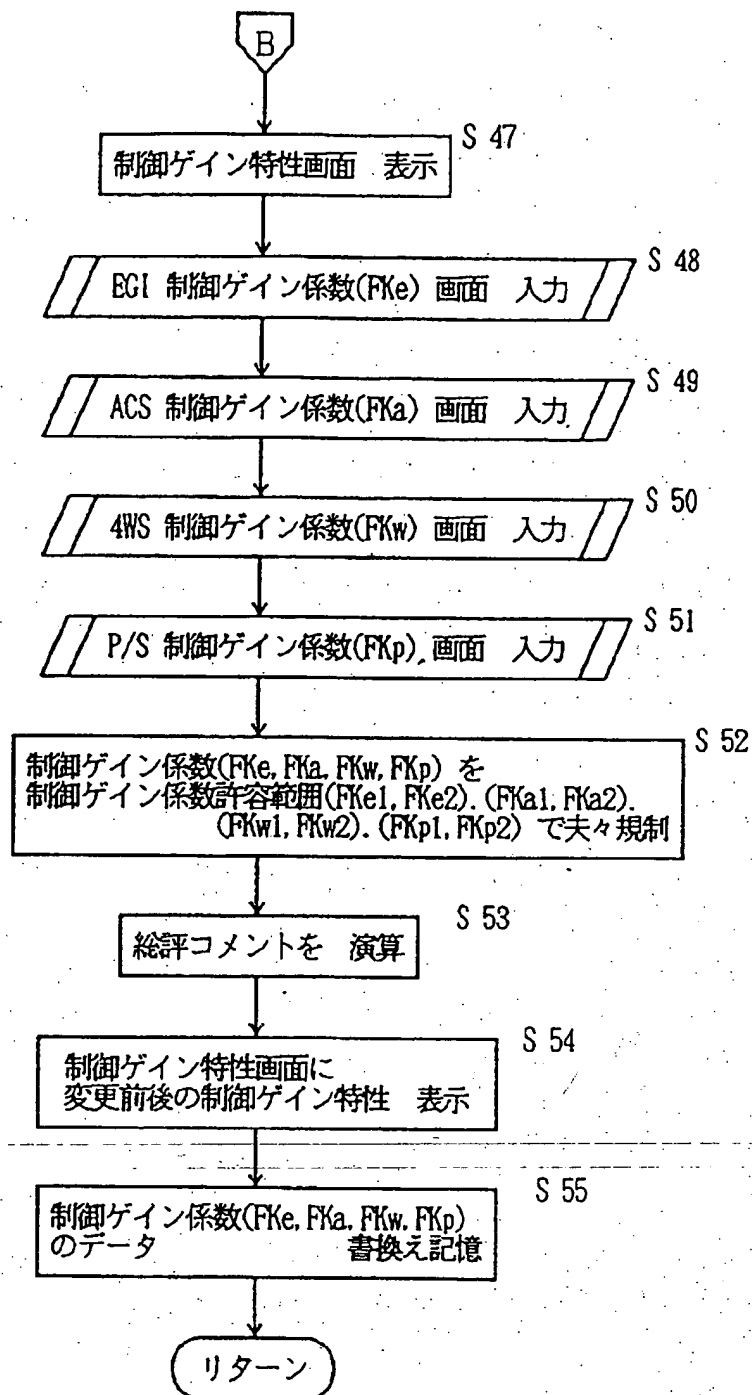 B
S 47
制御ゲイン特性画面 表示
S 48
EGI 制御ゲイン係数(FKe) 画面 入力
S 49
ACS 制御ゲイン係数(FKa) 画面 入力
S 50
4WS 制御ゲイン係数(FKw) 画面 入力
S 51
P/S 制御ゲイン係数(FKp) 画面 入力
S 52
制御ゲイン係数(FKe, FKa, FKw, FKp) を
制御ゲイン係数許容範囲(FKe1, FKe2). (FKa1, FKa2).
(FKw1, FKw2). (FKp1, FKp2) で夫々規制
S 53
総評コメントを 演算
S 54
制御ゲイン特性画面に
変更前後の制御ゲイン特性 表示
S 55
制御ゲイン係数(FKe, FKa, FKw. FKp)
のデータ 書換え記憶
リターン